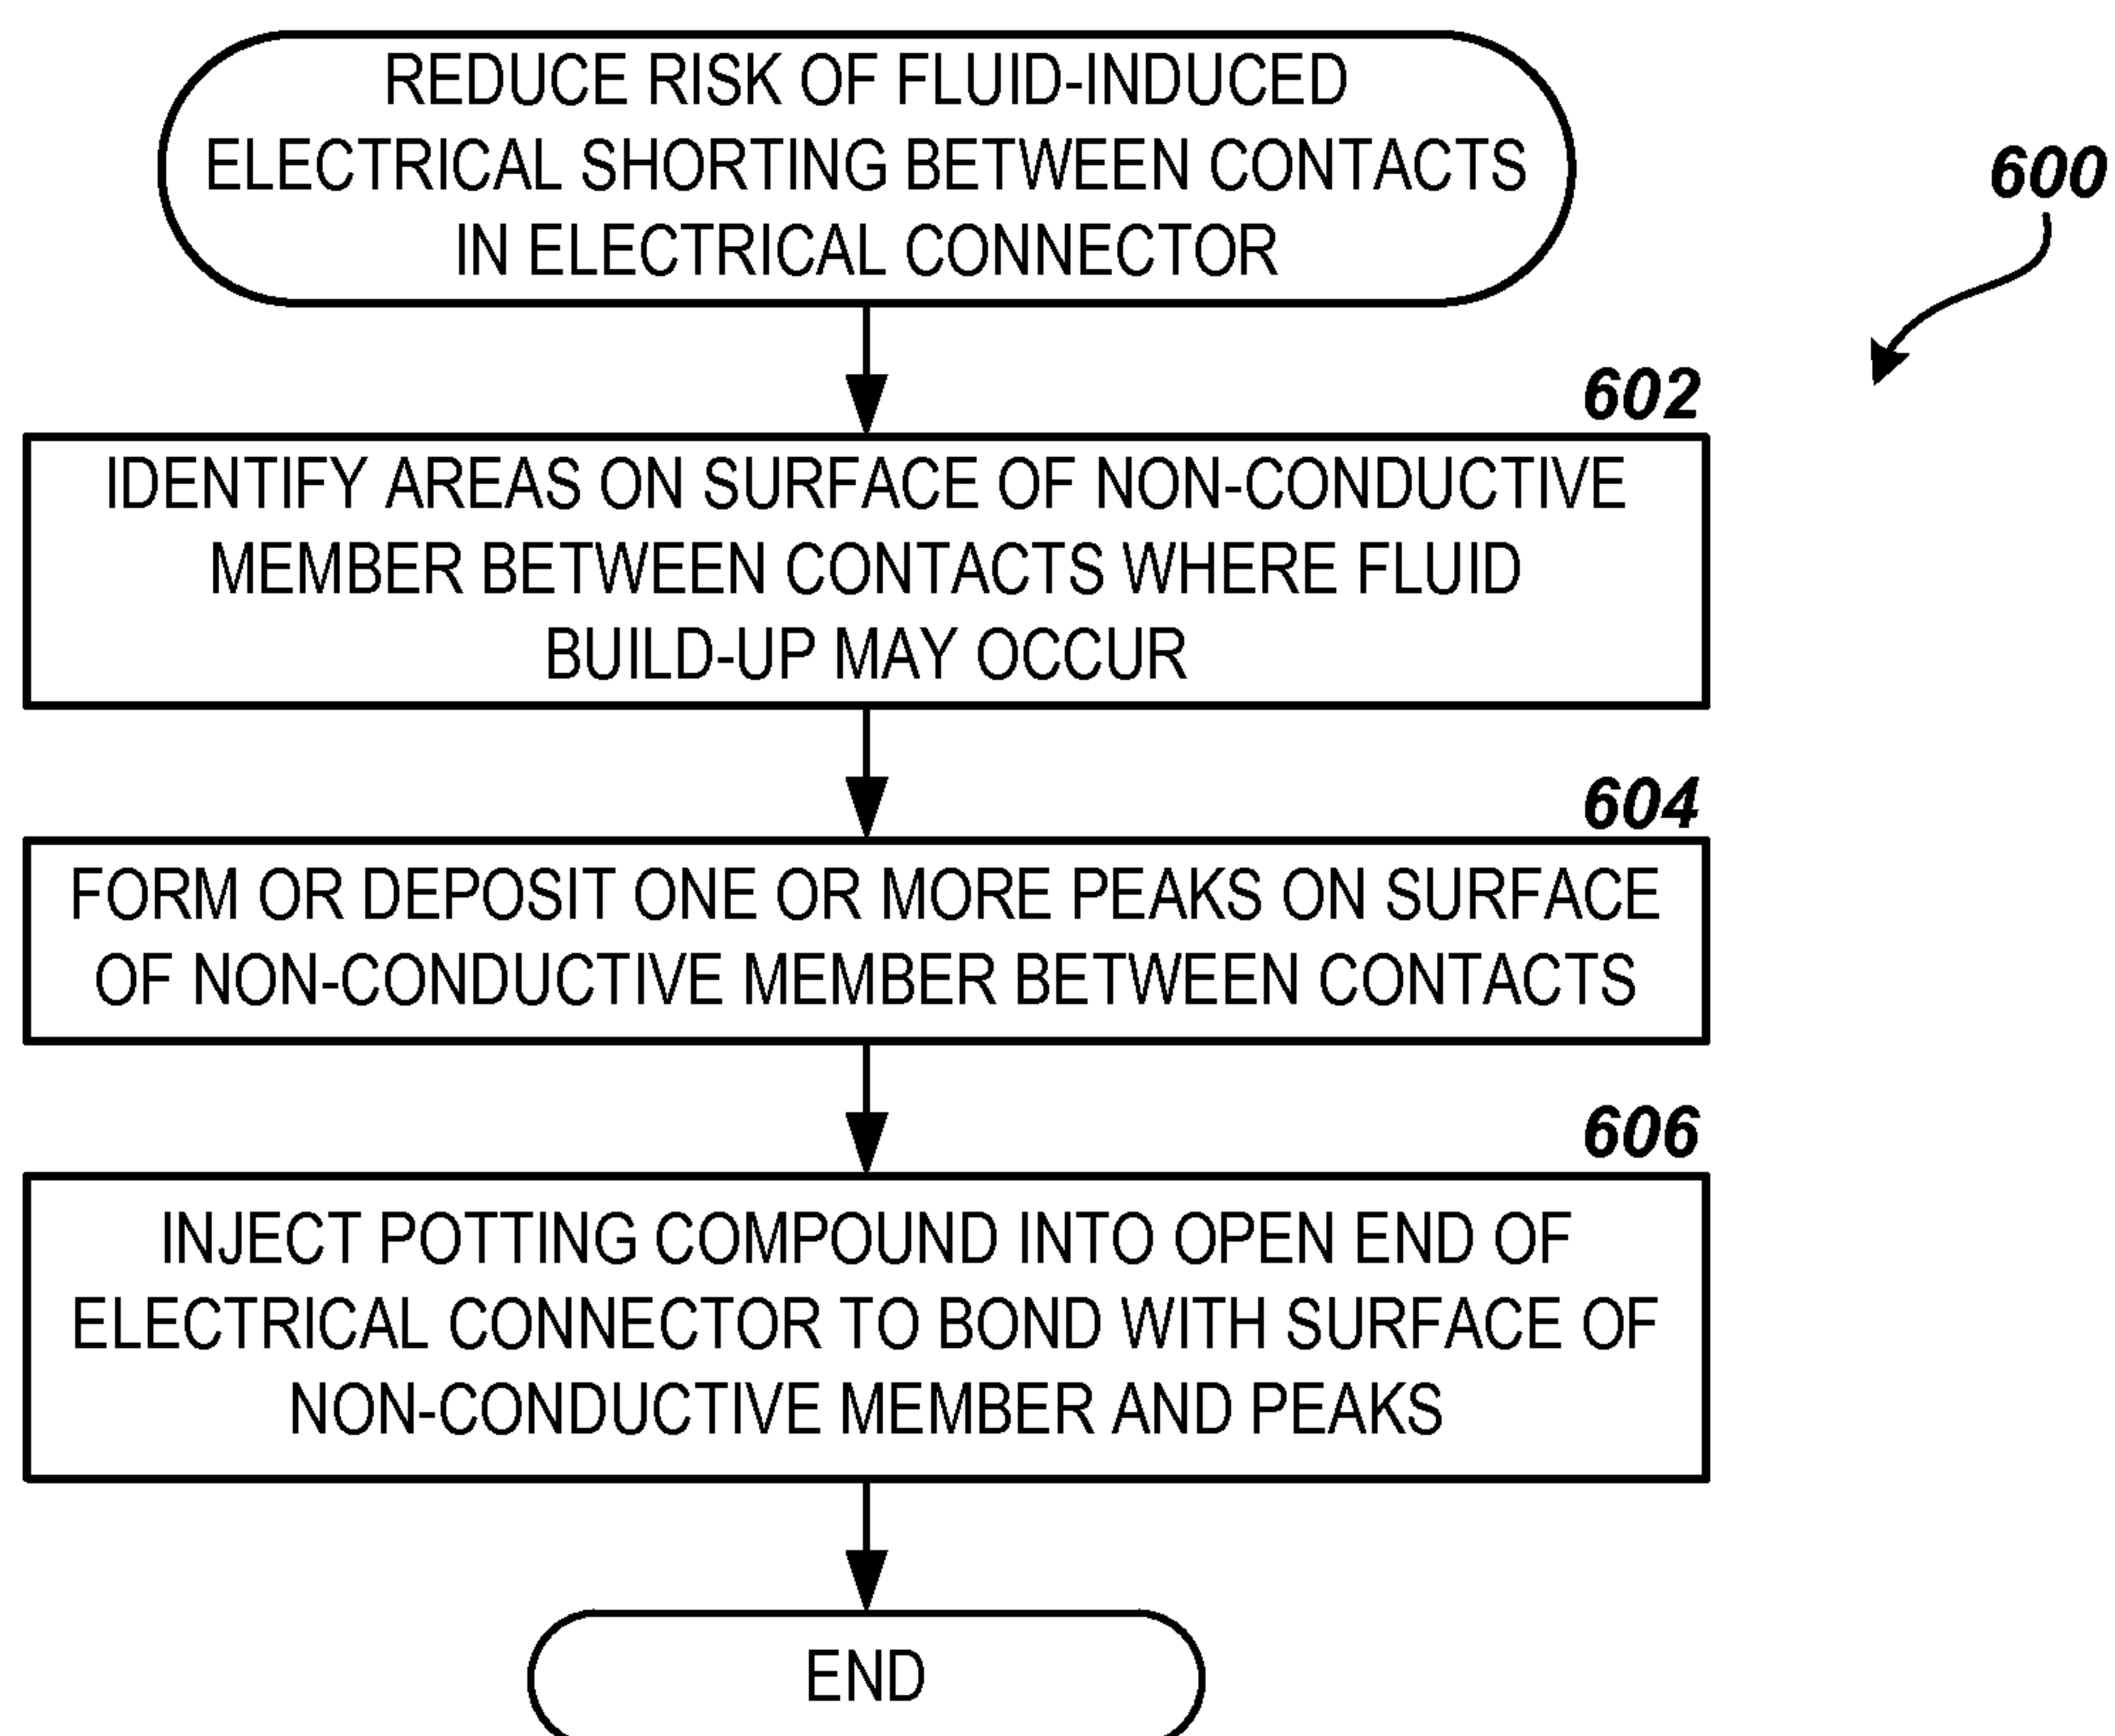 REDUCE RISK OF FLUID-INDUCED
ELECTRICAL SHORTING BETWEEN CONTACTS
IN ELECTRICAL CONNECTOR
600
602
IDENTIFY AREAS ON SURFACE OF NON-CONDUCTIVE
MEMBER BETWEEN CONTACTS WHERE FLUID
BUILD-UP MAY OCCUR
604
FORM OR DEPOSIT ONE OR MORE PEAKS ON SURFACE
OF NON-CONDUCTIVE MEMBER BETWEEN CONTACTS
606
INJECT POTTING COMPOUND INTO OPEN END OF
ELECTRICAL CONNECTOR TO BOND WITH SURFACE OF
NON-CONDUCTIVE MEMBER AND PEAKS
END